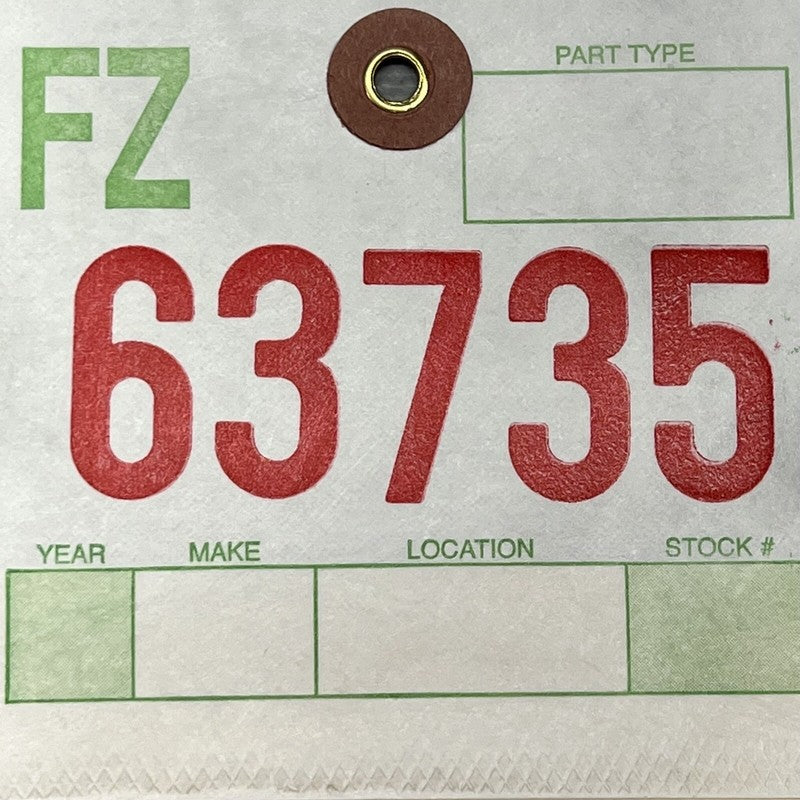 FZ
PART TYPE
63735
YEAR MAKE LOCATION STOCK #